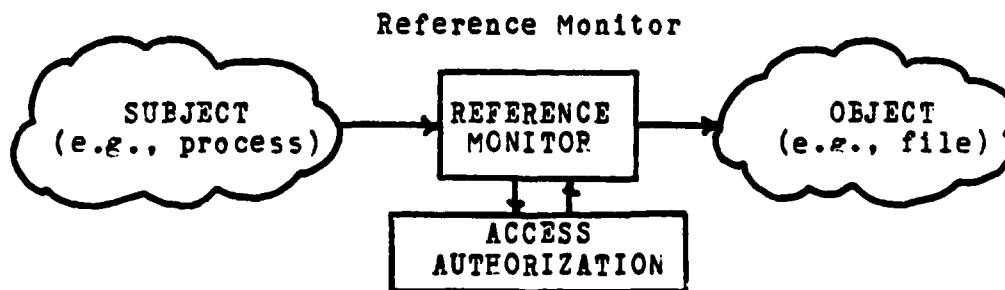 Reference Monitor
SUBJECT
(e.g., process)
REFERENCE
MONITOR
OBJECT
(e.g., file)
ACCESS
AUTHORIZATION